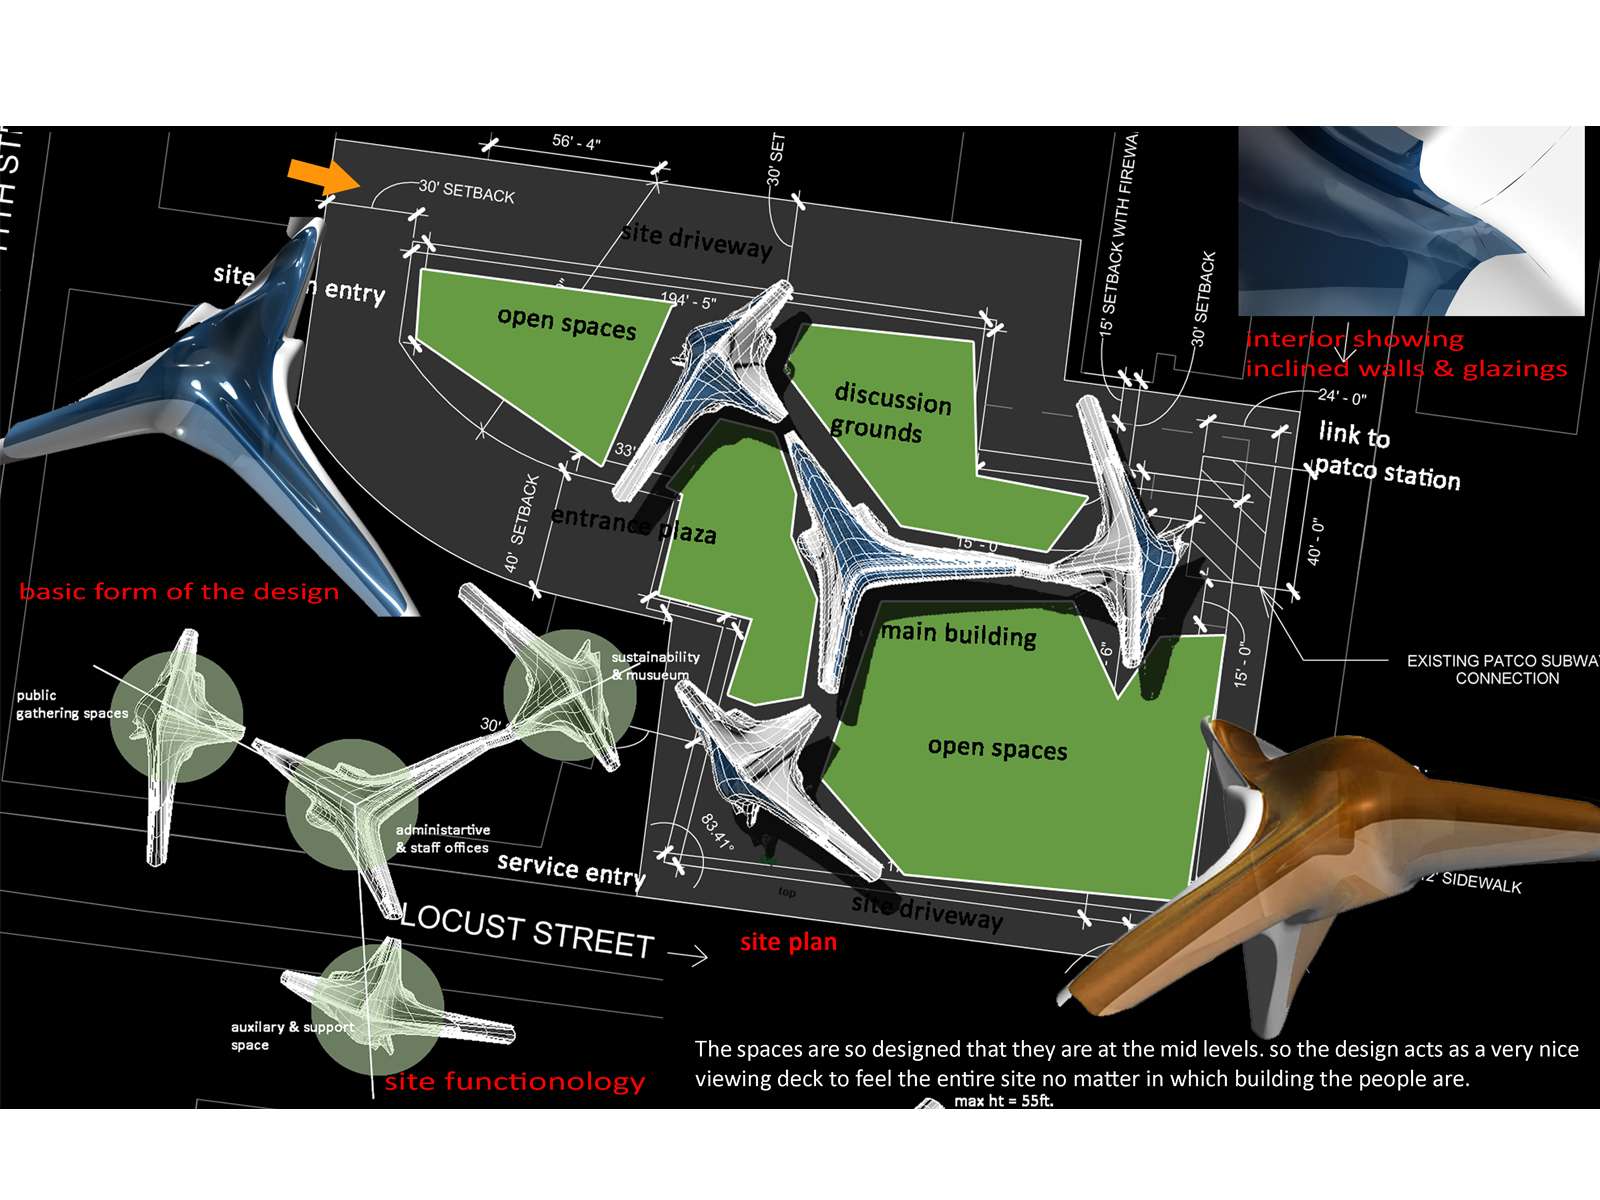 56' - 4"
30' SET
30' SETBACK
15' SETBACK WITH FIREWA
30' SETBACK
site driveway
site
n entry
194' - 5"
open spaces
interior showing
inclined walls & glazings
24' - 0"
discussion
grounds
link to
patco station
33'
40' SETBACK
entrance plaza
15' - 0
40' - 0"
basic form of the design
main building
sustainability
& musueum
public
gathering spaces
30'
6"
15' - 0"
EXISTING PATCO SUBWA
CONNECTION
open spaces
administartive
& staff offices
83.41°
service entry
top
12' SIDEWALK
LOCUST STREET
site driveway
site plan
auxilary & support
space
site functionology
The spaces are so designed that they are at the mid levels. so the design acts as a very nice
viewing deck to feel the entire site no matter in which building the people are.
max ht = 55ft.